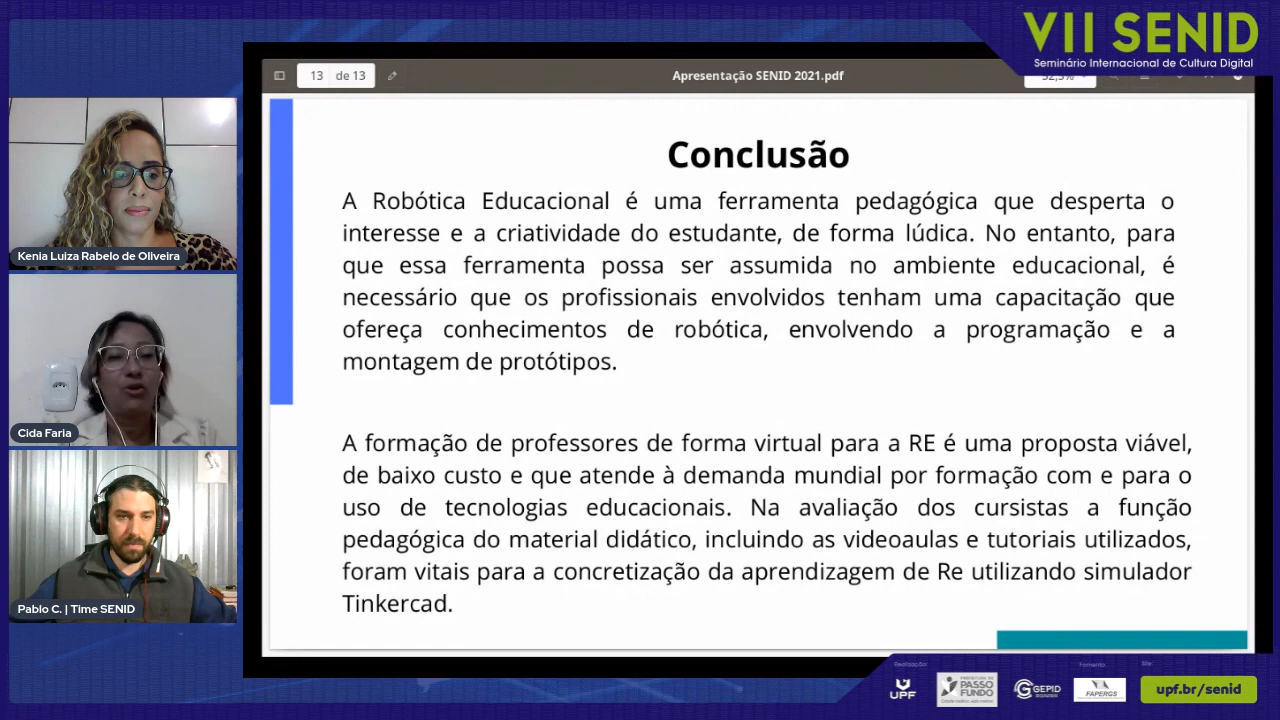 VII SENID
Seminário Internacional de Cultura Digital
13 de 13
Apresentação SENID 2021.pdf
Conclusão
A Robótica Educacional é uma ferramenta pedagógica que desperta o
interesse e a criatividade do estudante, de forma lúdica. No entanto, para
que essa ferramenta possa ser assumida no ambiente educacional, é
necessário que os profissionais envolvidos tenham uma capacitação que
ofereça conhecimentos de robótica, envolvendo a programação e a
montagem de protótipos.
A formação de professores de forma virtual para a RE é uma proposta viável,
de baixo custo e que atende à demanda mundial por formação com e para o
uso de tecnologias educacionais. Na avaliação dos cursistas a função
pedagógica do material didático, incluindo as videoaulas e tutoriais utilizados,
foram vitais para a concretização da aprendizagem de Re utilizando simulador
Tinkercad.
Kenia Luiza Rabelo de Oliveira
Cida Faria
Pablo C. | Time SENID
Realização:
Fomento:
Site:
UPF
PREFEITURA DE
PASSO
FUNDO
GEPID
FAPERGS
upf.br/senid